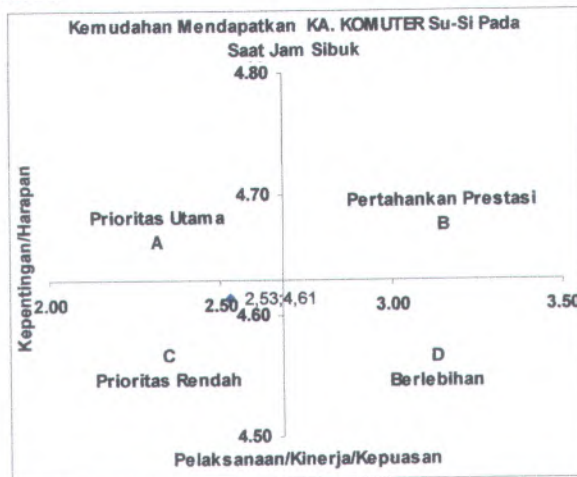 Kemudahan Mendapatkan KA. KOMUTER Su-Si Pada
Saat Jam Sibuk
4.80
Kepentingan/Harapan
4.70
Prioritas Utama
A
Pertahankan Prestasi
B
2.00
2.50
2,53;4,61
4.60
3.00
3.50
C
Prioritas Rendah
D
Berlebihan
4.50
Pelaksanaan/Kinerja/Kepuasan